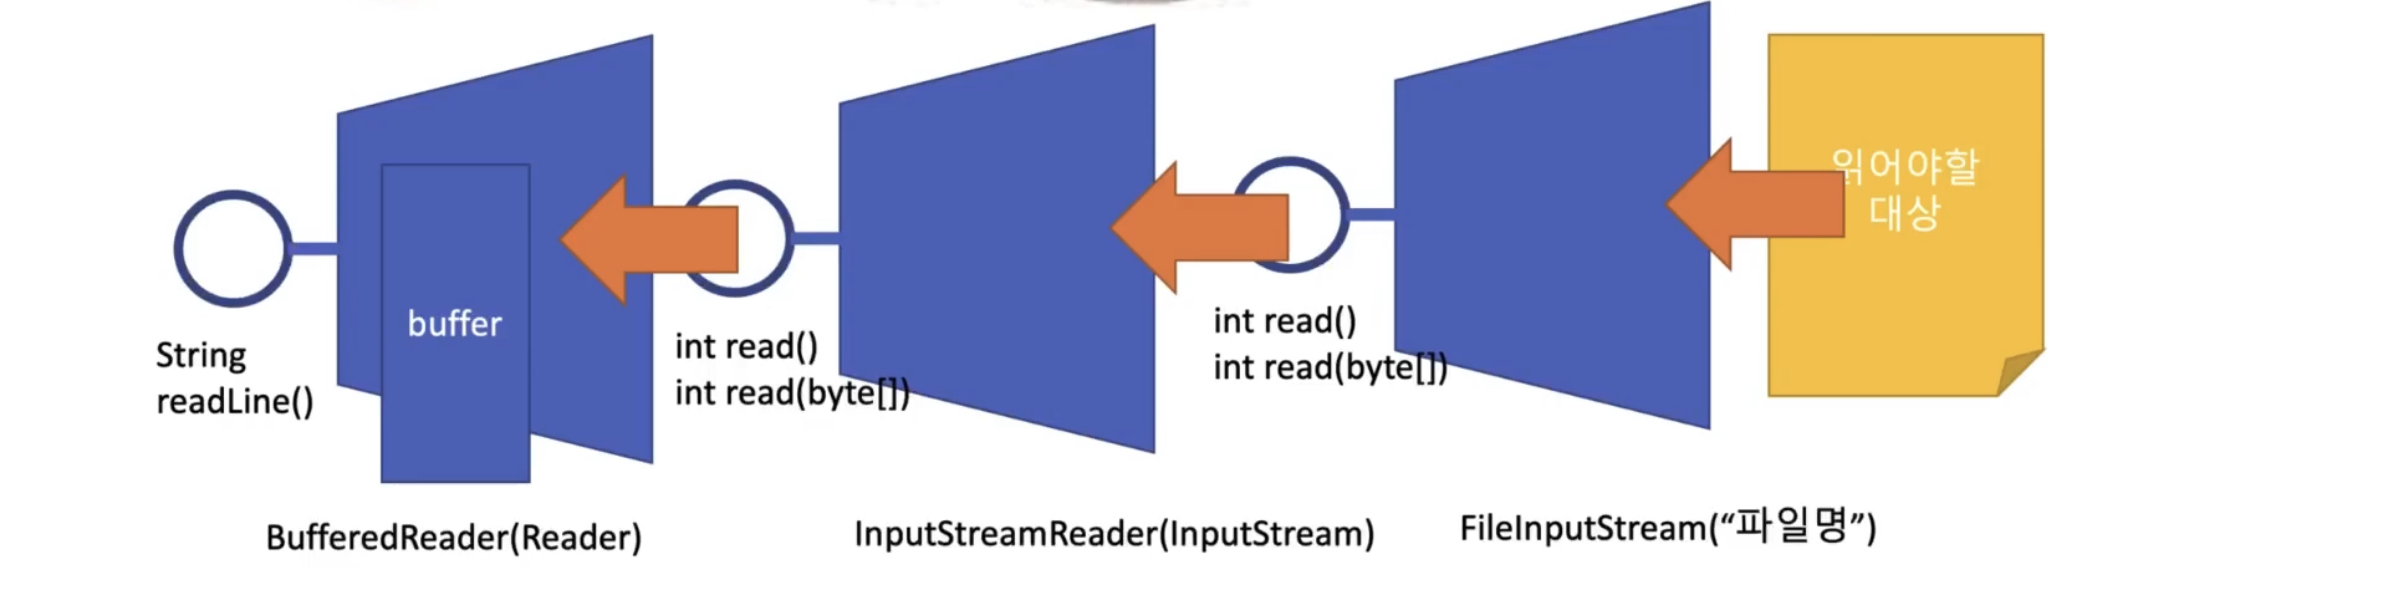 읽어야할
대상
buffer
String
readLine()
int read()
int read(byte[])
int read()
int read(byte[])
BufferedReader(Reader)
InputStreamReader(InputStream)
FileInputStream(“파일명”)